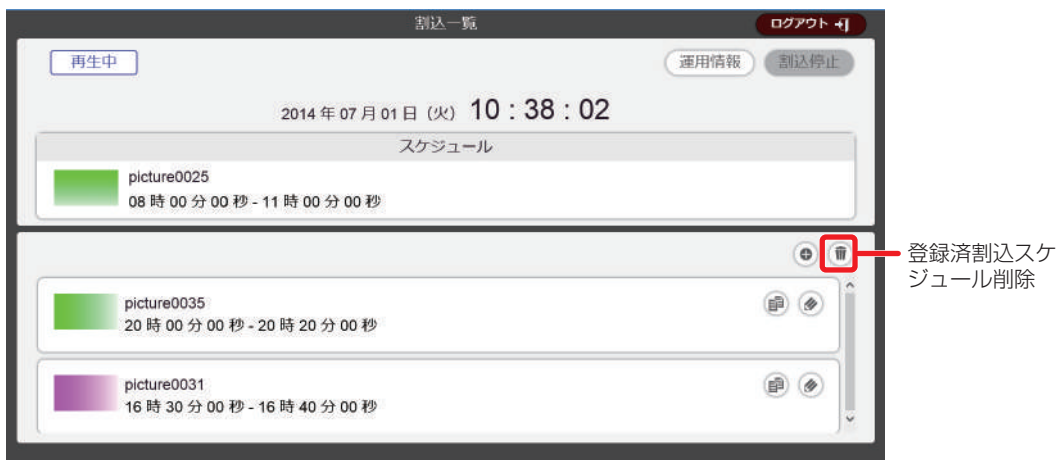 割込一覧
ログアウト
再生中
運用情報
割込停止
2014 年 07 月 01 日 (火) 10 : 38 : 02
スケジュール
picture0025
08 時 00 分 00 秒 - 11 時 00 分 00 秒
登録済割込スケ
ジュール削除
picture0035
20 時 00 分 00 秒 - 20 時 20 分 00 秒
picture0031
16 時 30 分 00 秒 - 16 時 40 分 00 秒